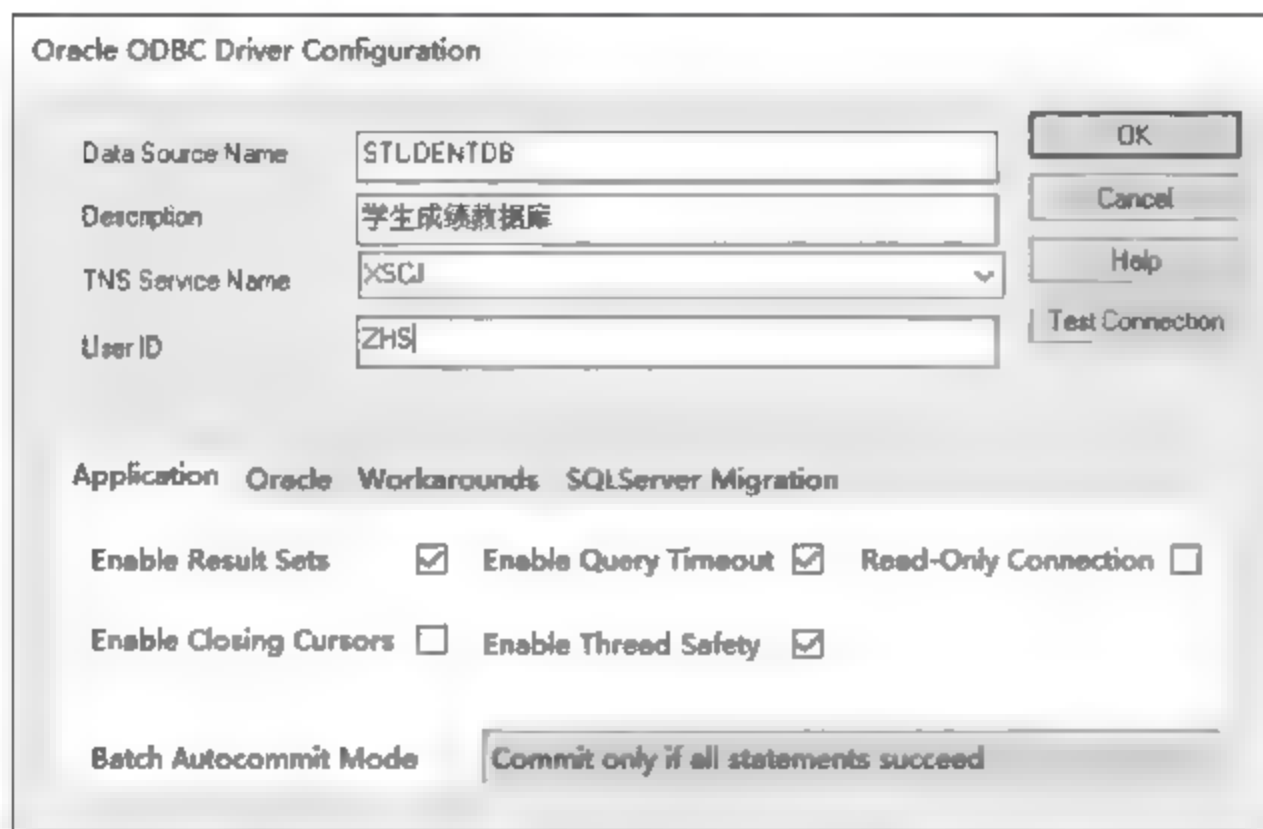 Oracle ODBC Driver Configuration
Data Source Name STUDENTDB OK
Description 学生成绩数据库 Cancel
TNS Service Name XSCJ Help
User ID ZHS Test Connection
Application Oracle Workarounds SQLServer Migration
Enable Result Sets Enable Query Timeout Read-Only Connection
Enable Closing Cursors Enable Thread Safety
Batch Autocommit Mode Commit only if all statements succeed